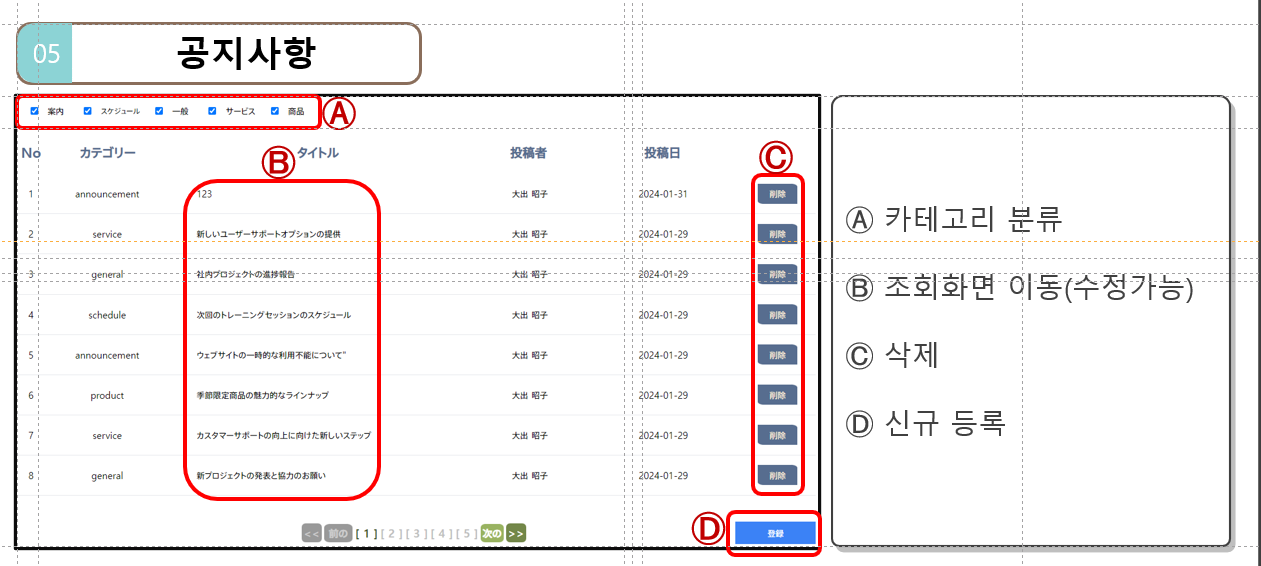 05 공지사항
案内 スケジュール 一般 サービス 商品 Ⓐ
No カテゴリー Ⓑ タイトル 投稿者 投稿日 Ⓒ
1 announcement 123 大出 昭子 2024-01-31 削除
2 service 新しいユーザーサポートオプションの提供 大出 昭子 2024-01-29 削除
3 general 社内プロジェクトの進捗報告 大出 昭子 2024-01-29 削除
4 schedule 次回のトレーニングセッションのスケジュール 大出 昭子 2024-01-29 削除
5 announcement ウェブサイトの一時的な利用不能について" 大出 昭子 2024-01-29 削除
6 product 季節限定商品の魅力的なラインナップ 大出 昭子 2024-01-29 削除
7 service カスタマーサポートの向上に向けた新しいステップ 大出 昭子 2024-01-29 削除
8 general 新プロジェクトの発表と協力のお願い 大出 昭子 2024-01-29 削除
<< 前の [ 1 ] [ 2 ] [ 3 ] [ 4 ] [ 5 ] 次の >> Ⓓ 登録
Ⓐ 카테고리 분류
Ⓑ 조회화면 이동(수정가능)
Ⓒ 삭제
Ⓓ 신규 등록